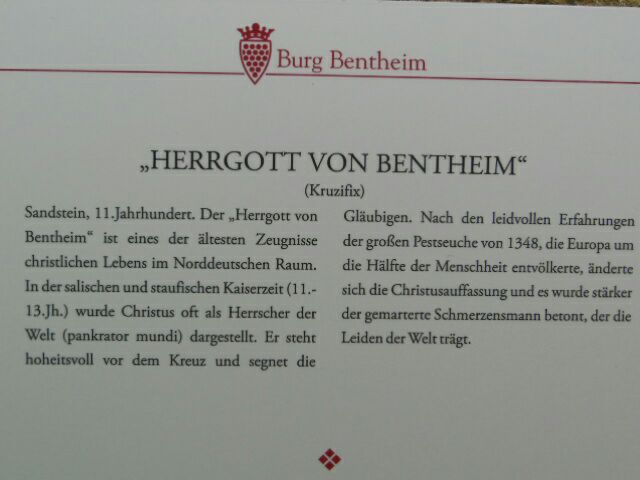 Burg Bentheim
„HERRGOTT VON BENTHEIM“
(Kruzifix)
Sandstein, 11.Jahrhundert. Der „Herrgott von
Bentheim“ ist eines der ältesten Zeugnisse
christlichen Lebens im Norddeutschen Raum.
In der salischen und staufischen Kaiserzeit (11.-
13.Jh.) wurde Christus oft als Herrscher der
Welt (pankrator mundi) dargestellt. Er steht
hoheitsvoll vor dem Kreuz und segnet die
Gläubigen. Nach den leidvollen Erfahrungen
der großen Pestseuche von 1348, die Europa um
die Hälfte der Menschheit entvölkerte, änderte
sich die Christusauffassung und es wurde stärker
der gemarterte Schmerzensmann betont, der die
Leiden der Welt trägt.